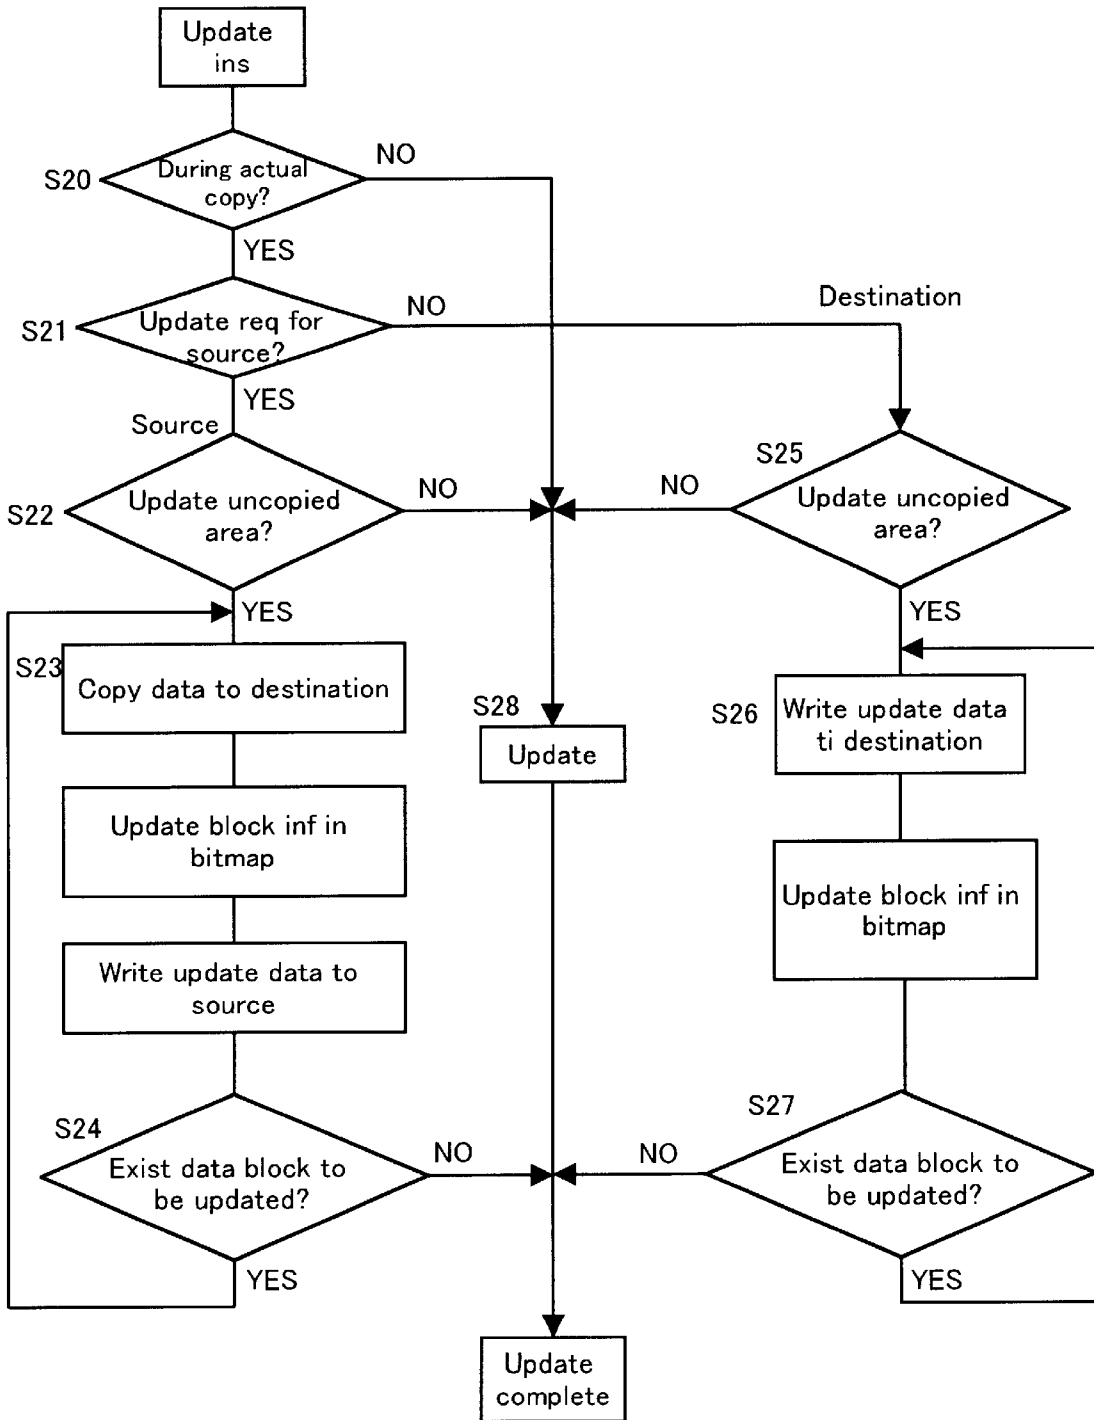 Update
ins
S20
During actual
copy?
NO
YES
S21
Update req for
source?
NO
Destination
YES
Source
S22
Update uncopied
area?
NO
NO
S25
Update uncopied
area?
YES
YES
S23
Copy data to destination
S28
Update
S26
Write update data
ti destination
Update block inf in
bitmap
Update block inf in
bitmap
Write update data to
source
S24
Exist data block to
be updated?
NO
NO
S27
Exist data block to
be updated?
YES
YES
Update
complete